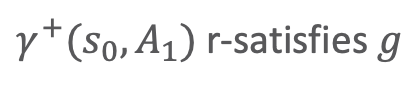 γ⁺(s₀, A₁) r-satisfies g